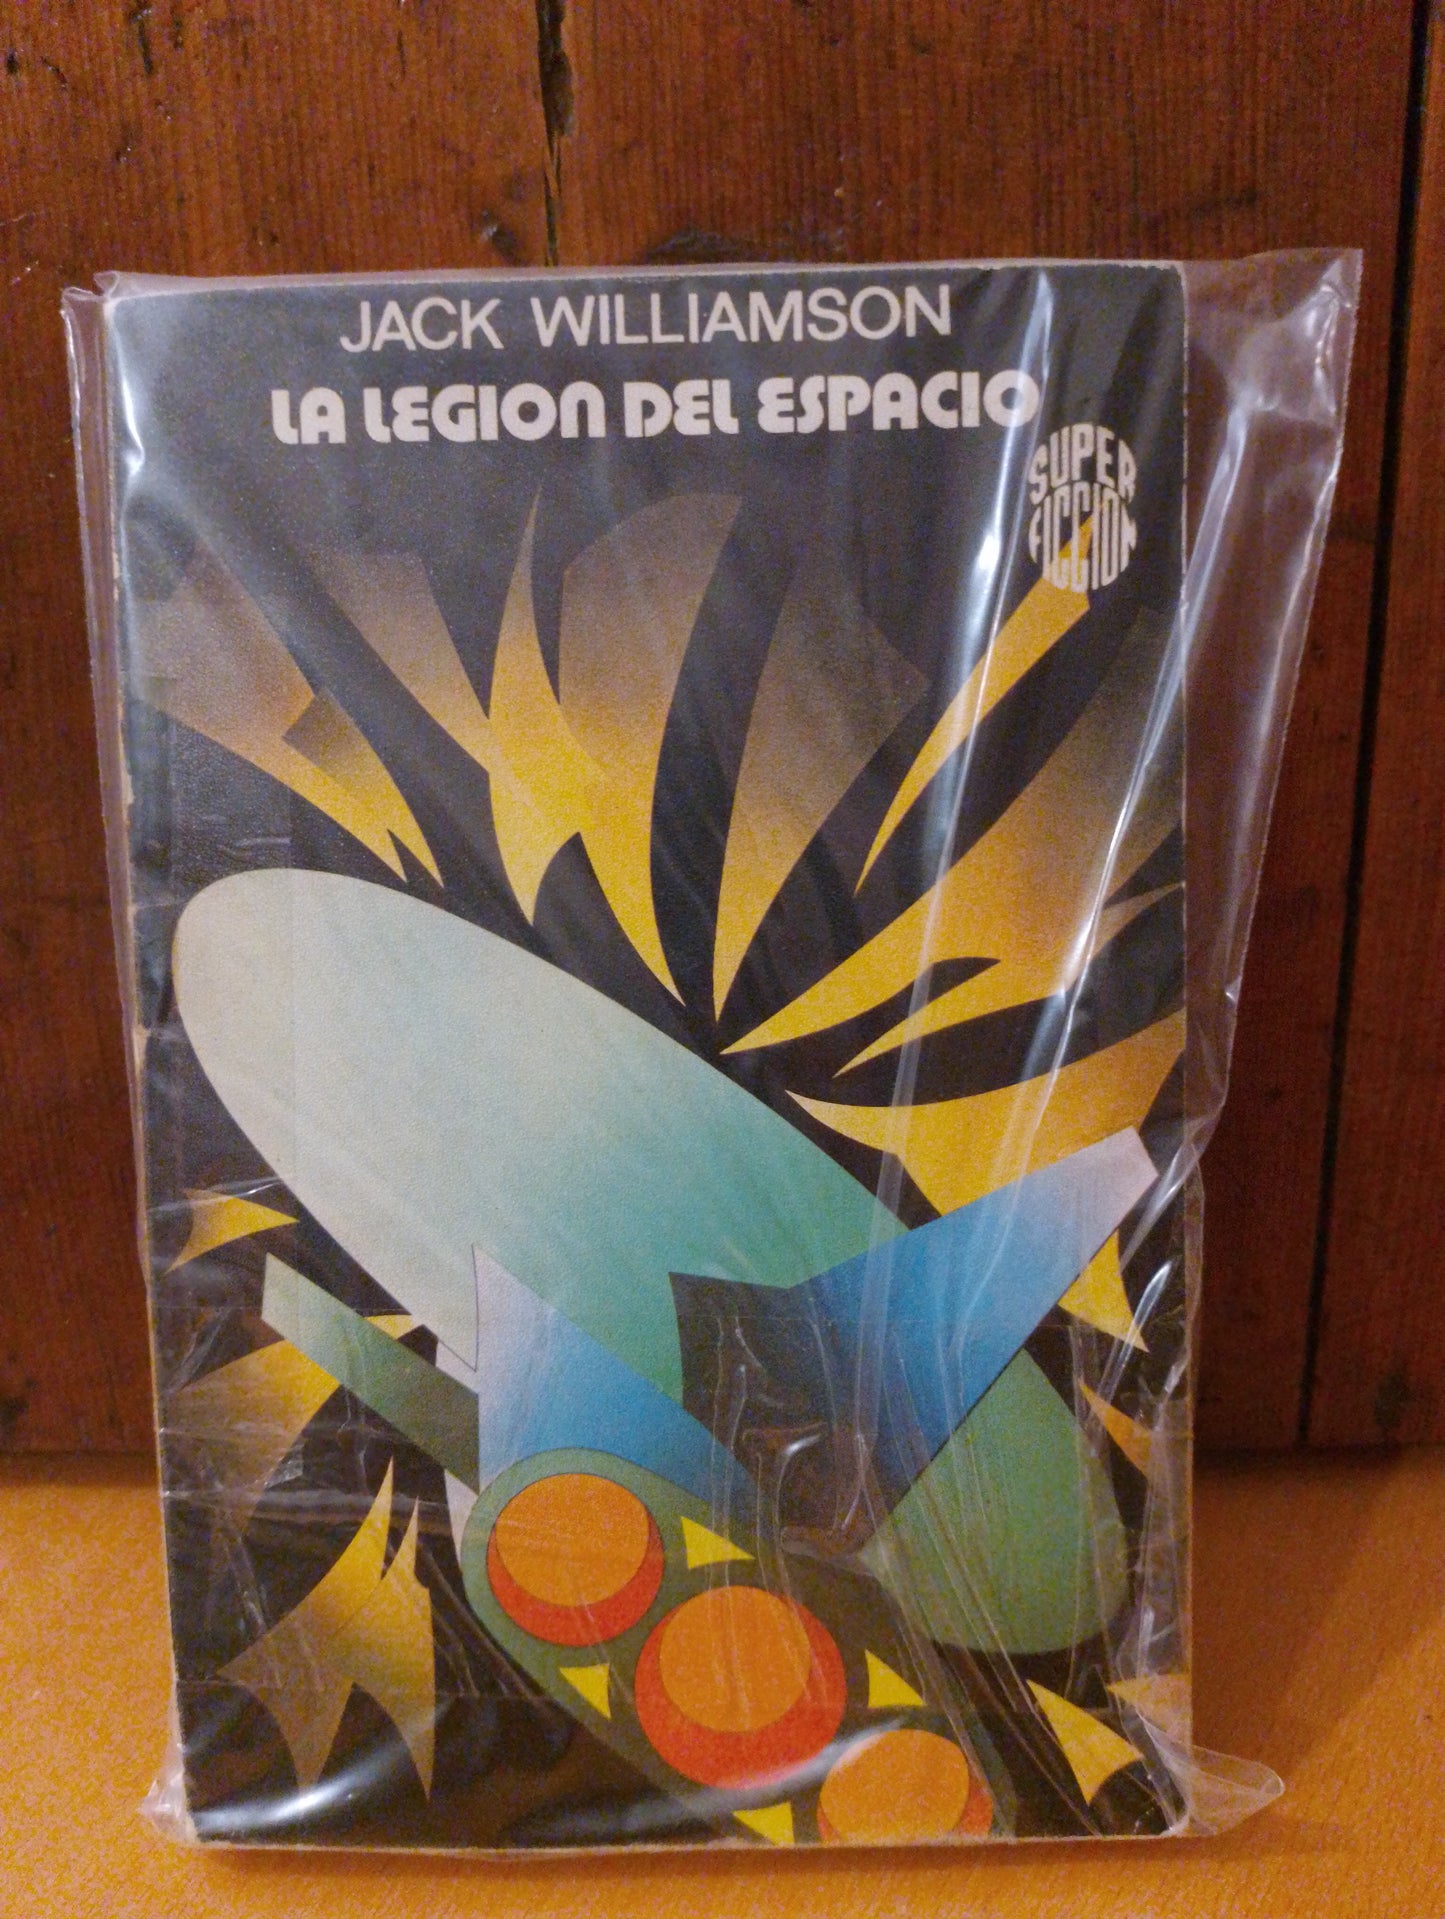 JACK WILLIAMSON
LA LEGION DEL ESPACIO
SUPER
FICCION